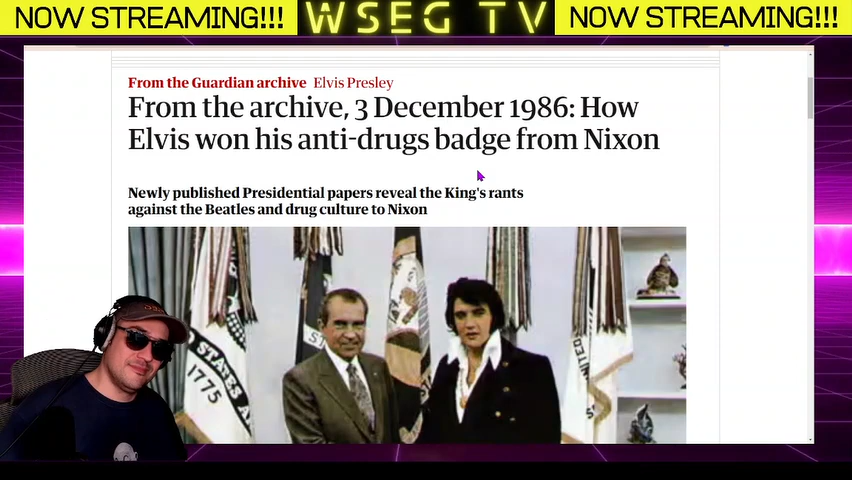 NOW STREAMING!!!
WSEG TV
NOW STREAMING!!!
From the Guardian archive Elvis Presley
From the archive, 3 December 1986: How
Elvis won his anti-drugs badge from Nixon
Newly published Presidential papers reveal the King's rants
against the Beatles and drug culture to Nixon
STATES A
1775
UNITED